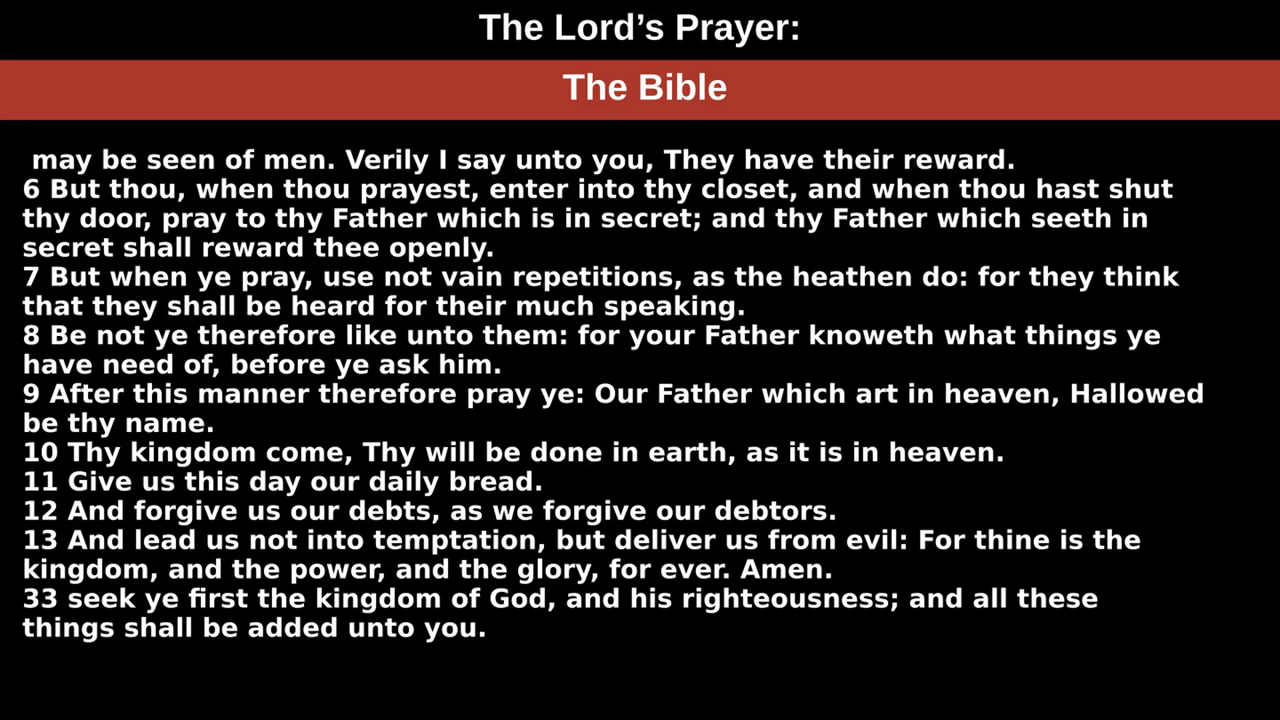 The Lord’s Prayer:
The Bible
may be seen of men. Verily I say unto you, They have their reward.
6 But thou, when thou prayest, enter into thy closet, and when thou hast shut
thy door, pray to thy Father which is in secret; and thy Father which seeth in
secret shall reward thee openly.
7 But when ye pray, use not vain repetitions, as the heathen do: for they think
that they shall be heard for their much speaking.
8 Be not ye therefore like unto them: for your Father knoweth what things ye
have need of, before ye ask him.
9 After this manner therefore pray ye: Our Father which art in heaven, Hallowed
be thy name.
10 Thy kingdom come, Thy will be done in earth, as it is in heaven.
11 Give us this day our daily bread.
12 And forgive us our debts, as we forgive our debtors.
13 And lead us not into temptation, but deliver us from evil: For thine is the
kingdom, and the power, and the glory, for ever. Amen.
33 seek ye first the kingdom of God, and his righteousness; and all these
things shall be added unto you.